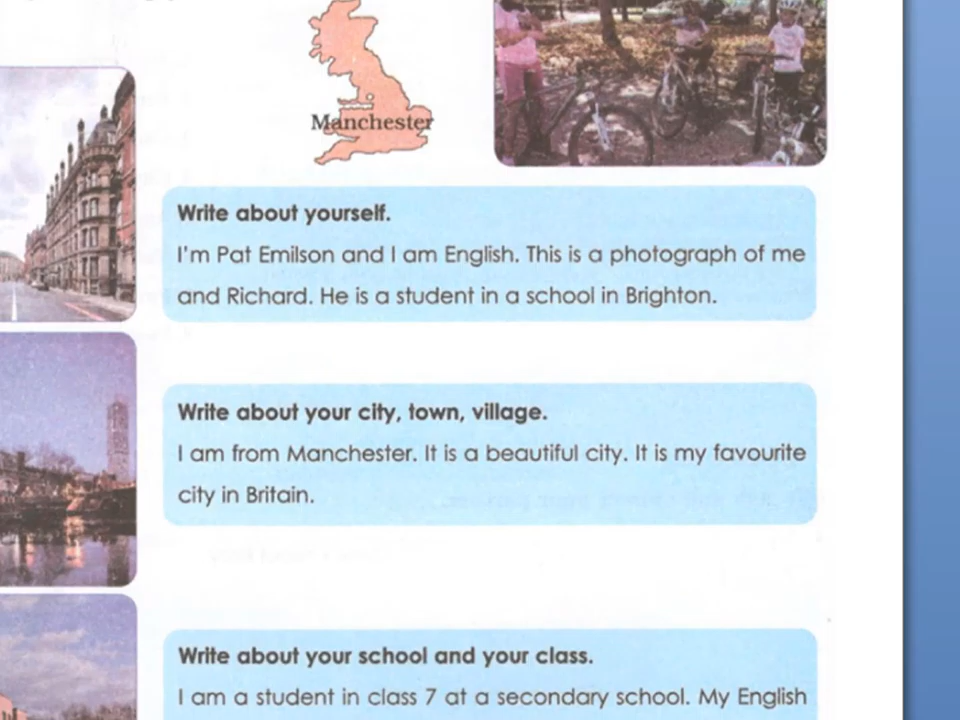 Manchester
Write about yourself.
I'm Pat Emilson and I am English. This is a photograph of me
and Richard. He is a student in a school in Brighton.
Write about your city, town, village.
I am from Manchester. It is a beautiful city. It is my favourite
city in Britain.
Write about your school and your class.
I am a student in class 7 at a secondary school. My English